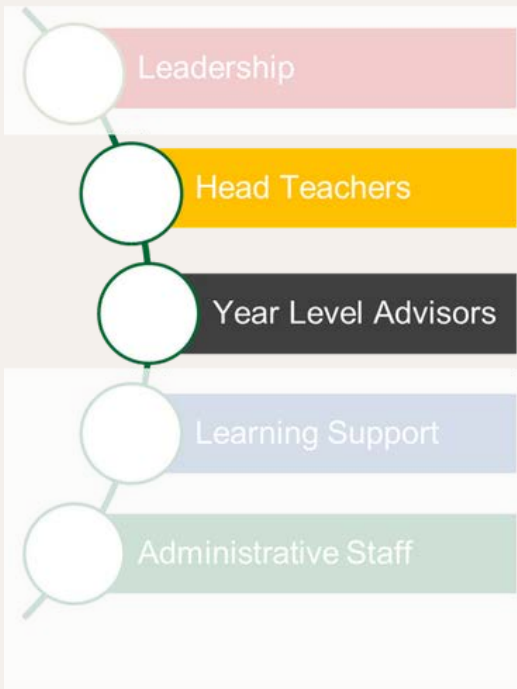 Leadership
Head Teachers
Year Level Advisors
Learning Support
Administrative Staff